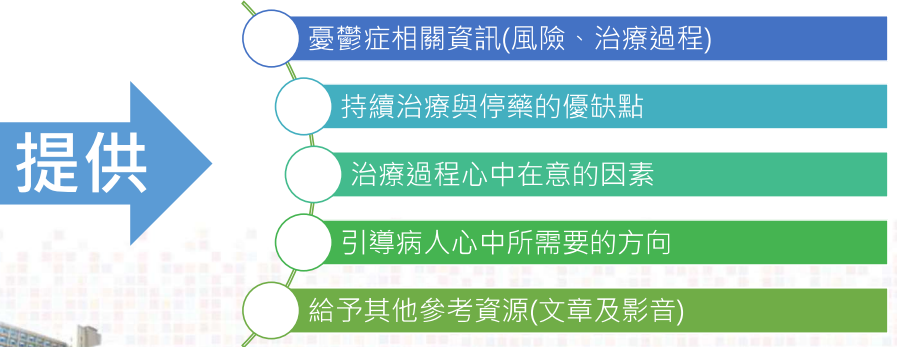 提供
憂鬱症相關資訊(風險、治療過程)
持續治療與停藥的優缺點
治療過程心中在意的因素
引導病人心中所需要的方向
給予其他參考資源(文章及影音)